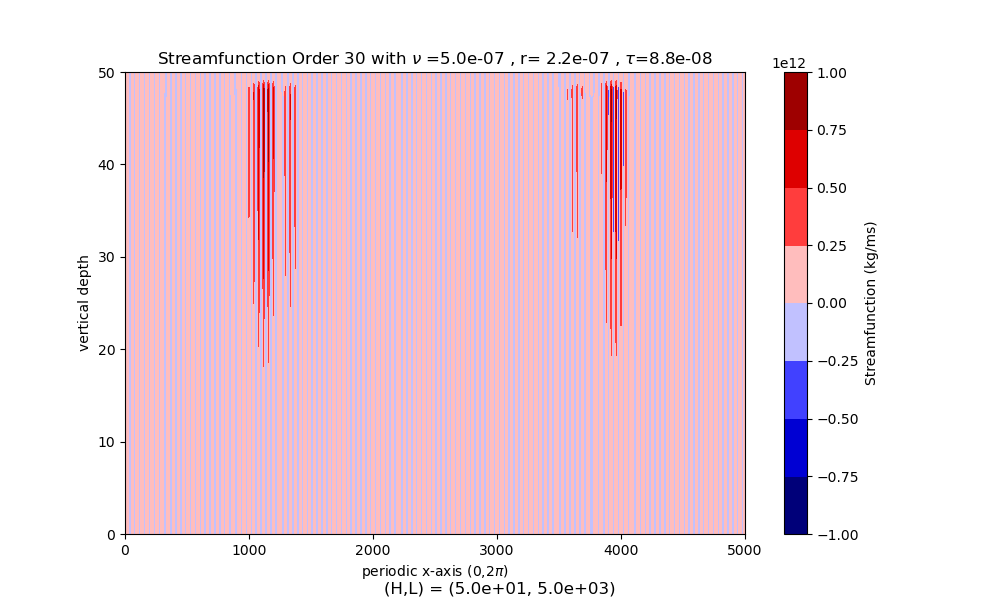 Streamfunction Order 30 with ν =5.0e-07 , r= 2.2e-07 , τ=8.8e-08
1e12
50
40
30
20
10
0
vertical depth
0 1000 2000 3000 4000 5000
periodic x-axis (0,2π)
(H,L) = (5.0e+01, 5.0e+03)
1.00
0.75
0.50
0.25
0.00
−0.25
−0.50
−0.75
−1.00
Streamfunction (kg/ms)